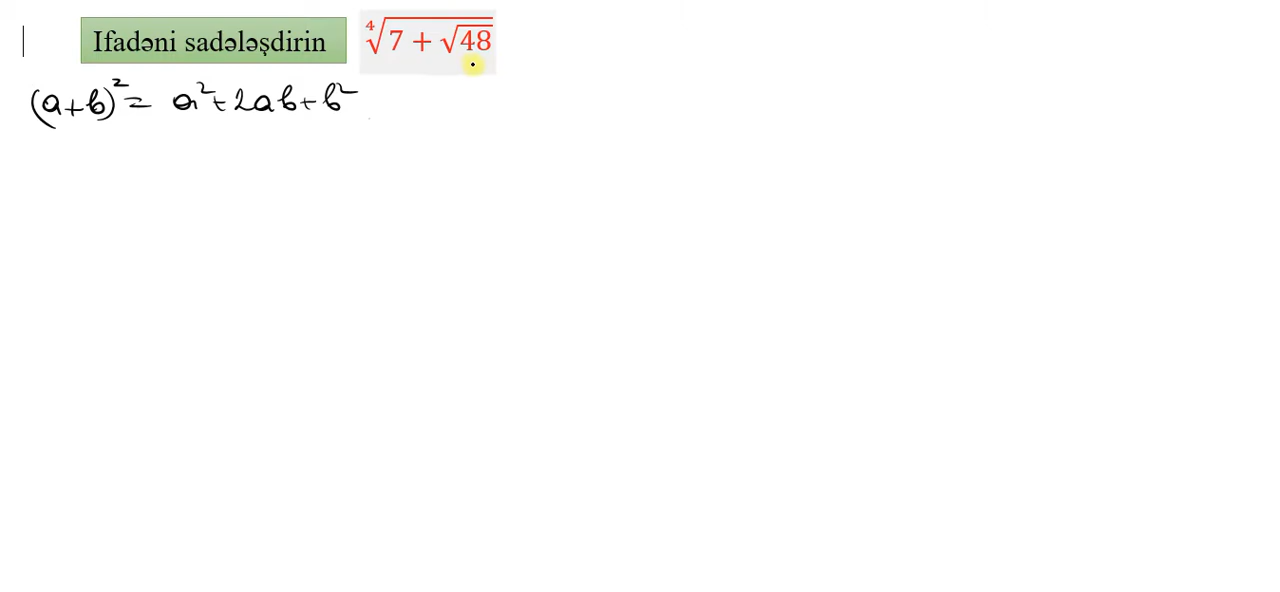 Ifadəni sadələşdirin ∜(7 + √48)
(a+b)² = a² + 2ab + b²